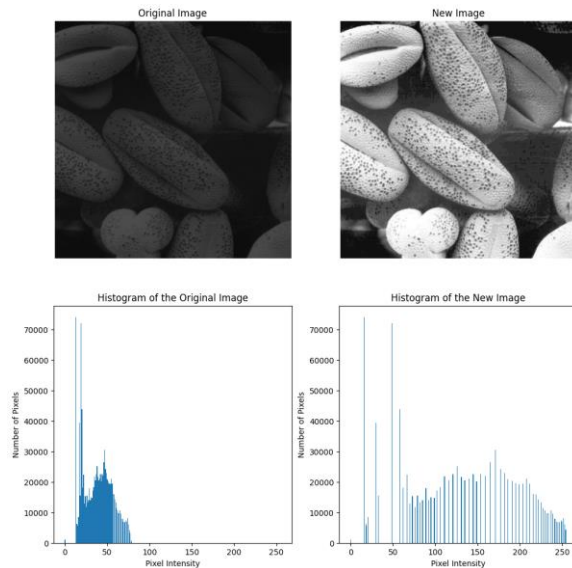 Original Image
New Image
Histogram of the Original Image
Histogram of the New Image
70000
60000
50000
40000
30000
20000
10000
0
Number of Pixels
0 50 100 150 200 250
Pixel Intensity
70000
60000
50000
40000
30000
20000
10000
0
Number of Pixels
0 50 100 150 200 250
Pixel Intensity